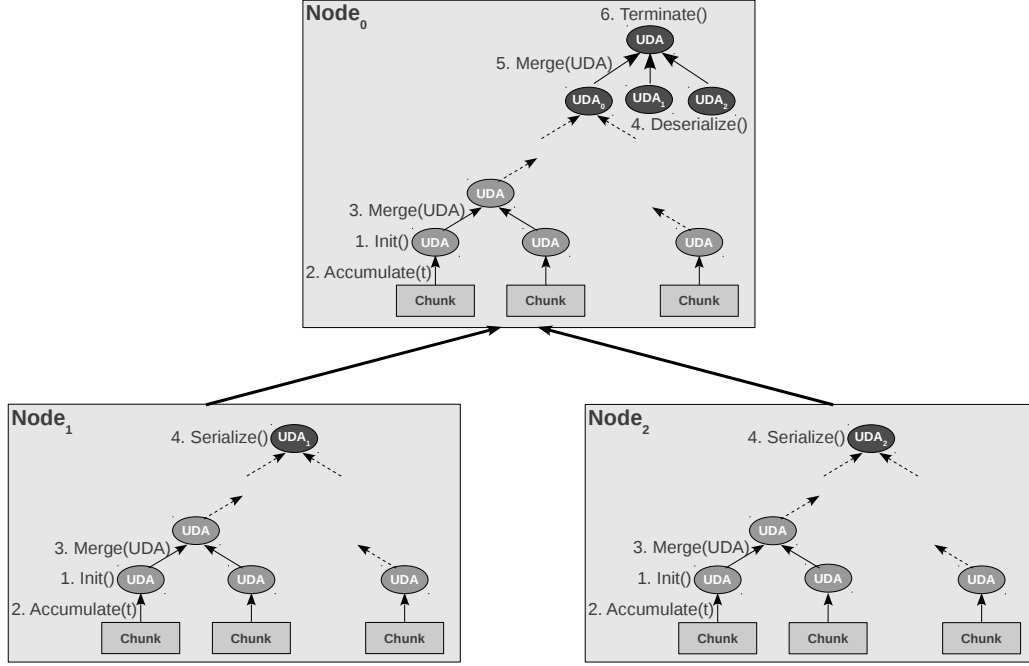 Node0
6. Terminate()
UDA
5. Merge(UDA)
UDA0 UDA1 UDA2
4. Deserialize()
UDA
3. Merge(UDA)
1. Init() UDA UDA UDA
2. Accumulate(t)
Chunk Chunk Chunk
Node1
4. Serialize() UDA1
UDA
3. Merge(UDA)
1. Init() UDA UDA UDA
2. Accumulate(t)
Chunk Chunk Chunk
Node2
4. Serialize() UDA2
UDA
3. Merge(UDA)
1. Init() UDA UDA UDA
2. Accumulate(t)
Chunk Chunk Chunk